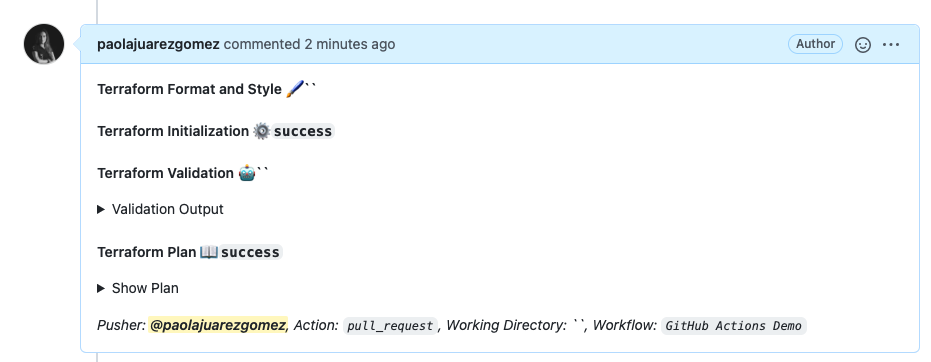 paolajuarezgomez commented 2 minutes ago Author
Terraform Format and Style 🖌``
Terraform Initialization ⚙️success
Terraform Validation 🤖``
Validation Output
Terraform Plan 📖success
Show Plan
Pusher: @paolajuarezgomez, Action: pull_request, Working Directory: ``, Workflow: GitHub Actions Demo